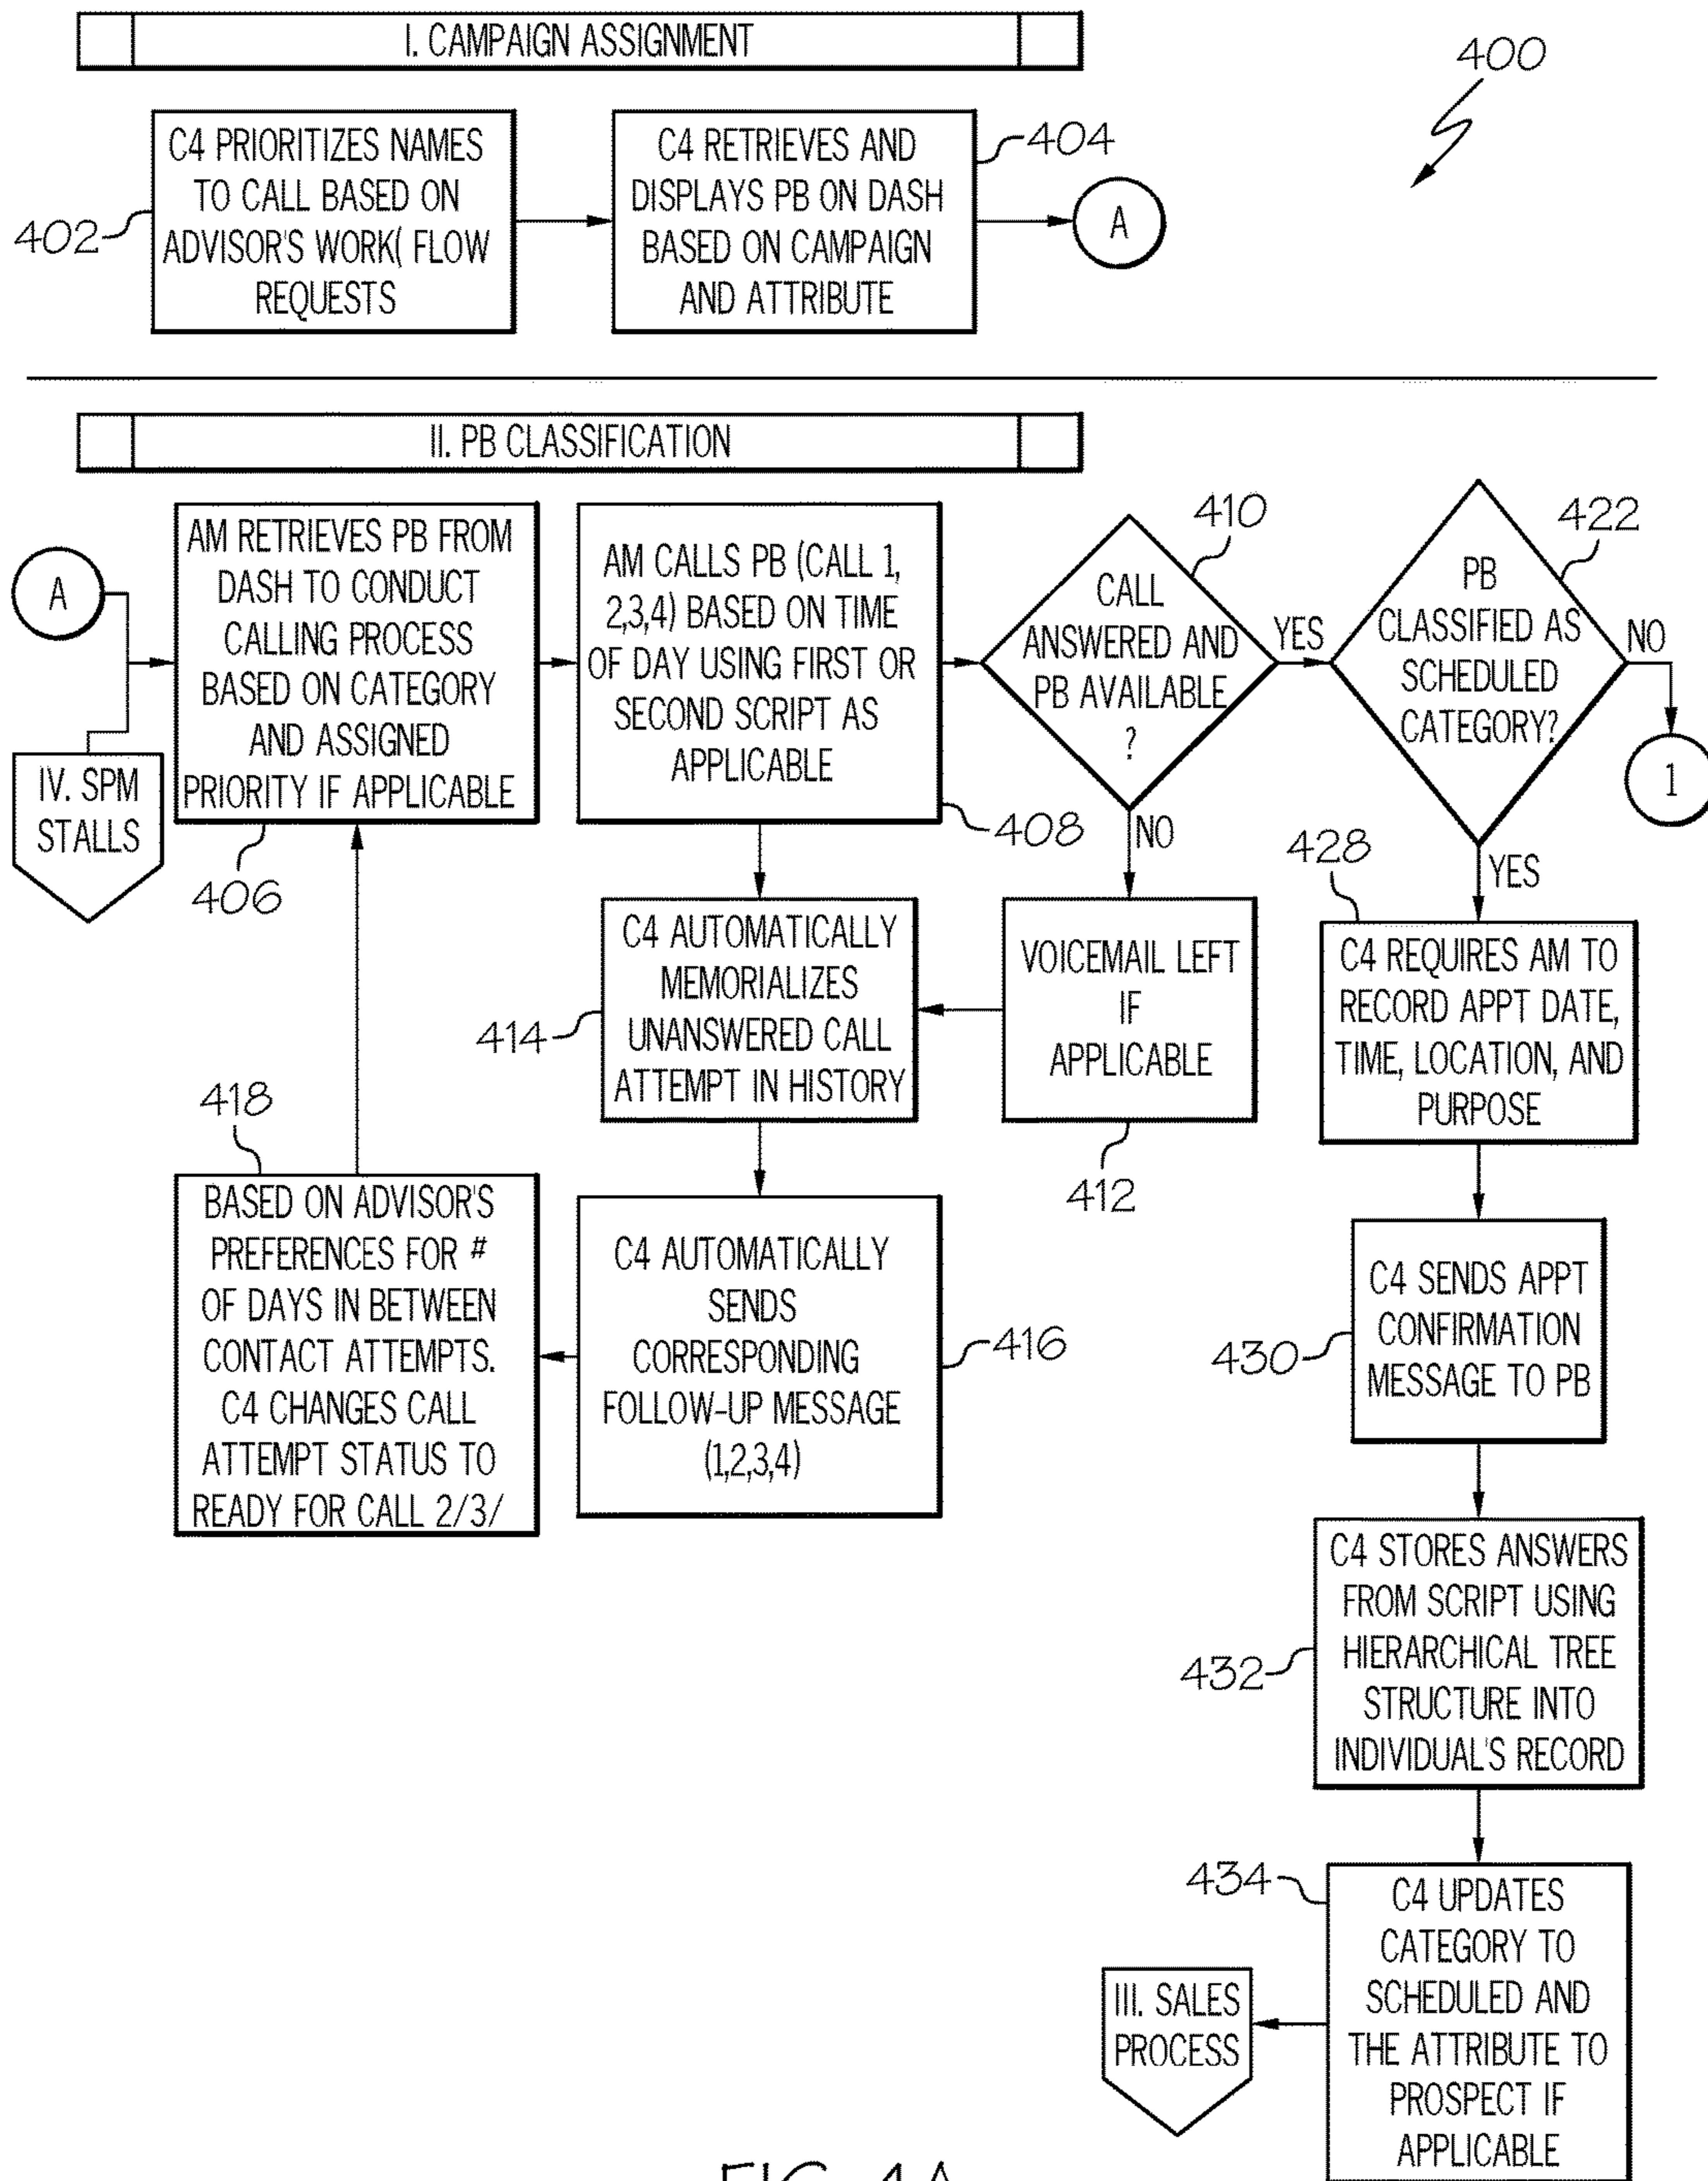 I. CAMPAIGN ASSIGNMENT
400
C4 PRIORITIZES NAMES
TO CALL BASED ON
ADVISOR'S WORK( FLOW
REQUESTS
402
C4 RETRIEVES AND
DISPLAYS PB ON DASH
BASED ON CAMPAIGN
AND ATTRIBUTE
404
A
II. PB CLASSIFICATION
A
IV. SPM
STALLS
AM RETRIEVES PB FROM
DASH TO CONDUCT
CALLING PROCESS
BASED ON CATEGORY
AND ASSIGNED
PRIORITY IF APPLICABLE
406
AM CALLS PB (CALL 1,
2,3,4) BASED ON TIME
OF DAY USING FIRST OR
SECOND SCRIPT AS
APPLICABLE
408
CALL
ANSWERED AND
PB AVAILABLE
?
410
YES
NO
PB
CLASSIFIED AS
SCHEDULED
CATEGORY?
422
NO
1
YES
VOICEMAIL LEFT
IF
APPLICABLE
412
C4 AUTOMATICALLY
MEMORIALIZES
UNANSWERED CALL
ATTEMPT IN HISTORY
414
C4 AUTOMATICALLY
SENDS
CORRESPONDING
FOLLOW-UP MESSAGE
(1,2,3,4)
416
418
BASED ON ADVISOR'S
PREFERENCES FOR #
OF DAYS IN BETWEEN
CONTACT ATTEMPTS.
C4 CHANGES CALL
ATTEMPT STATUS TO
READY FOR CALL 2/3/
428
C4 REQUIRES AM TO
RECORD APPT DATE,
TIME, LOCATION, AND
PURPOSE
C4 SENDS APPT
CONFIRMATION
MESSAGE TO PB
430
C4 STORES ANSWERS
FROM SCRIPT USING
HIERARCHICAL TREE
STRUCTURE INTO
INDIVIDUAL'S RECORD
432
434
C4 UPDATES
CATEGORY TO
SCHEDULED AND
THE ATTRIBUTE TO
PROSPECT IF
APPLICABLE
III. SALES
PROCESS
FIG. 4A